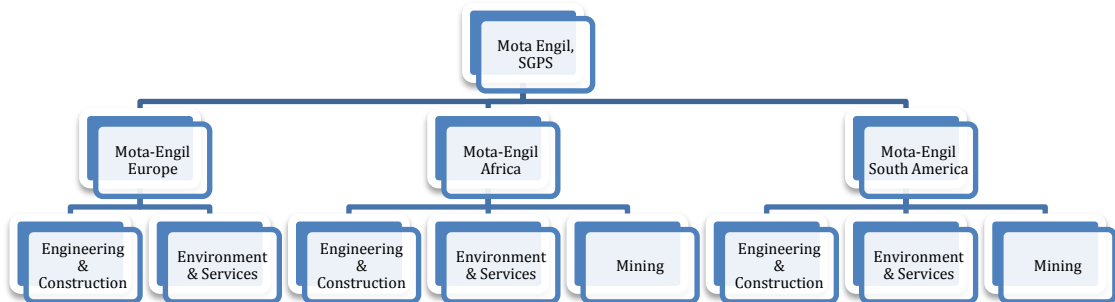 Mota Engil,
SGPS
Mota-Engil
Europe
Mota-Engil
Africa
Mota-Engil
South America
Engineering
&
Construction
Environment
& Services
Engineering
&
Construction
Environment
& Services
Mining
Engineering
&
Construction
Environment
& Services
Mining